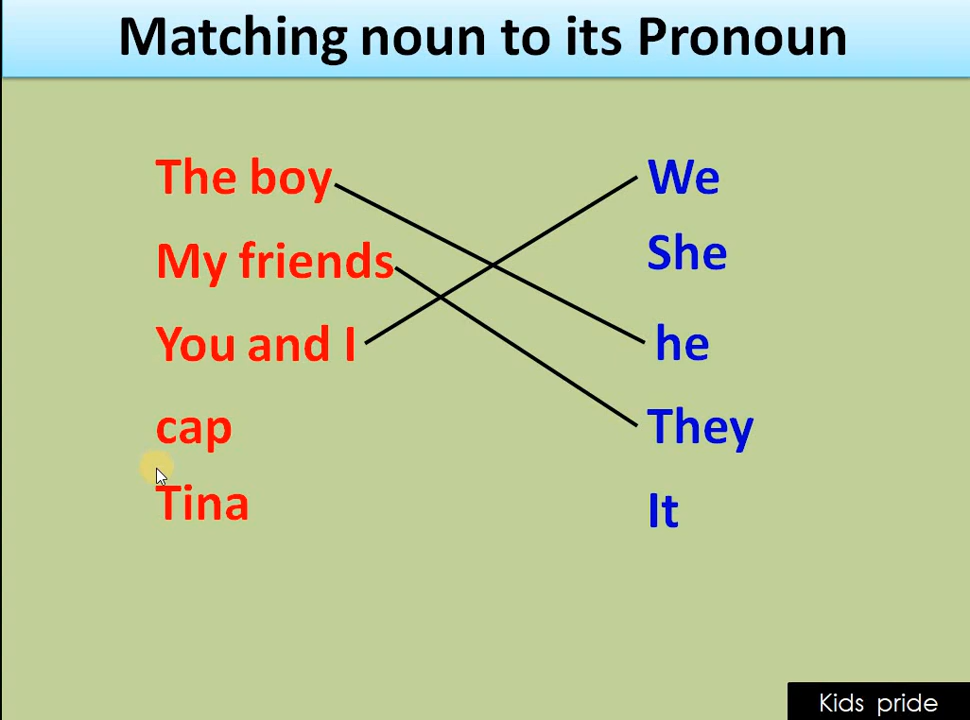 Matching noun to its Pronoun
The boy
We
My friends
She
You and I
he
cap
They
Tina
It
Kids pride